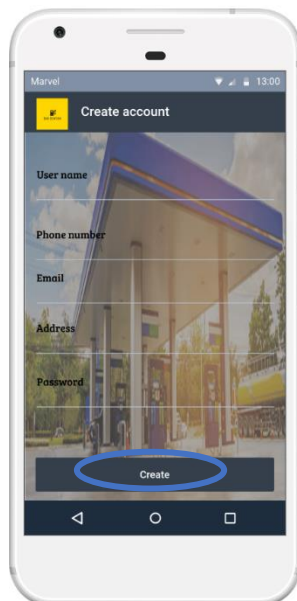 Marvel 13:00
Create account
User name
Phone number
Email
Address
Password
Create